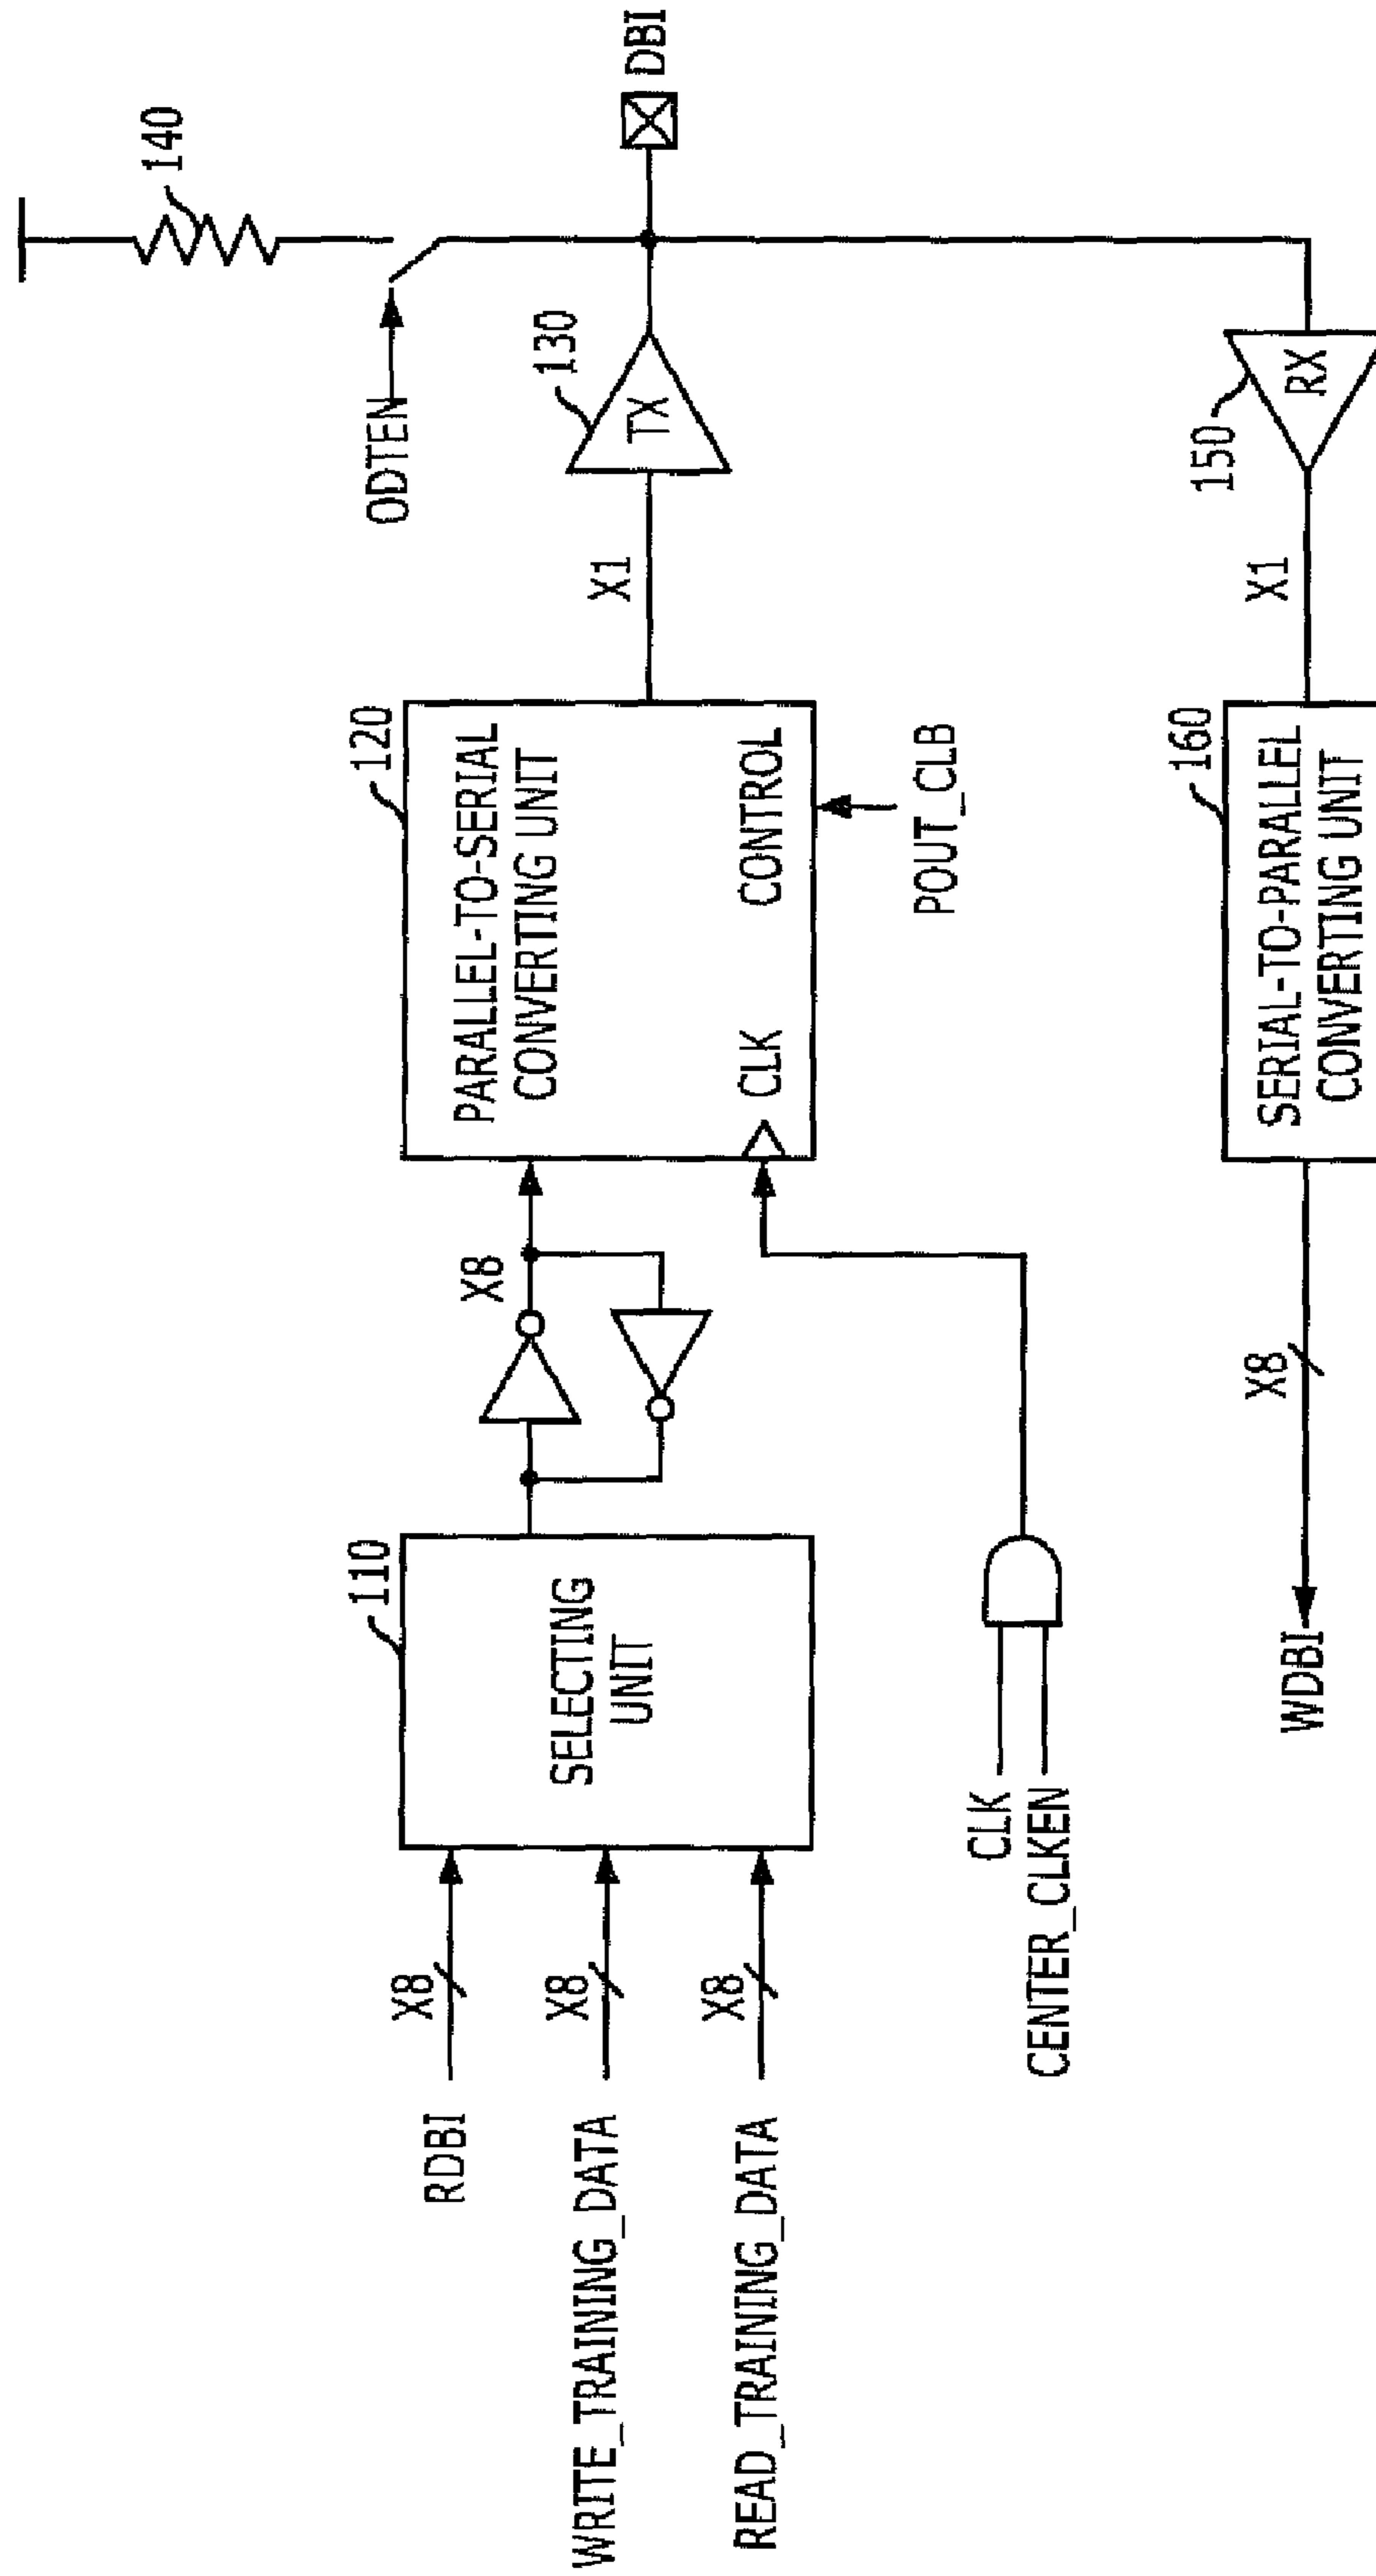 140
DBI
ODTEN
130
TX
X1
120
PARALLEL-TO-SERIAL
CONVERTING UNIT
CLK
CONTROL
POUT_CLB
X8
110
SELECTING
UNIT
RDBI
X8
WRITE_TRAINING_DATA
X8
READ_TRAINING_DATA
X8
CLK
CENTER_CLKEN
150
RX
X1
160
SERIAL-TO-PARALLEL
CONVERTING UNIT
X8
WDBI